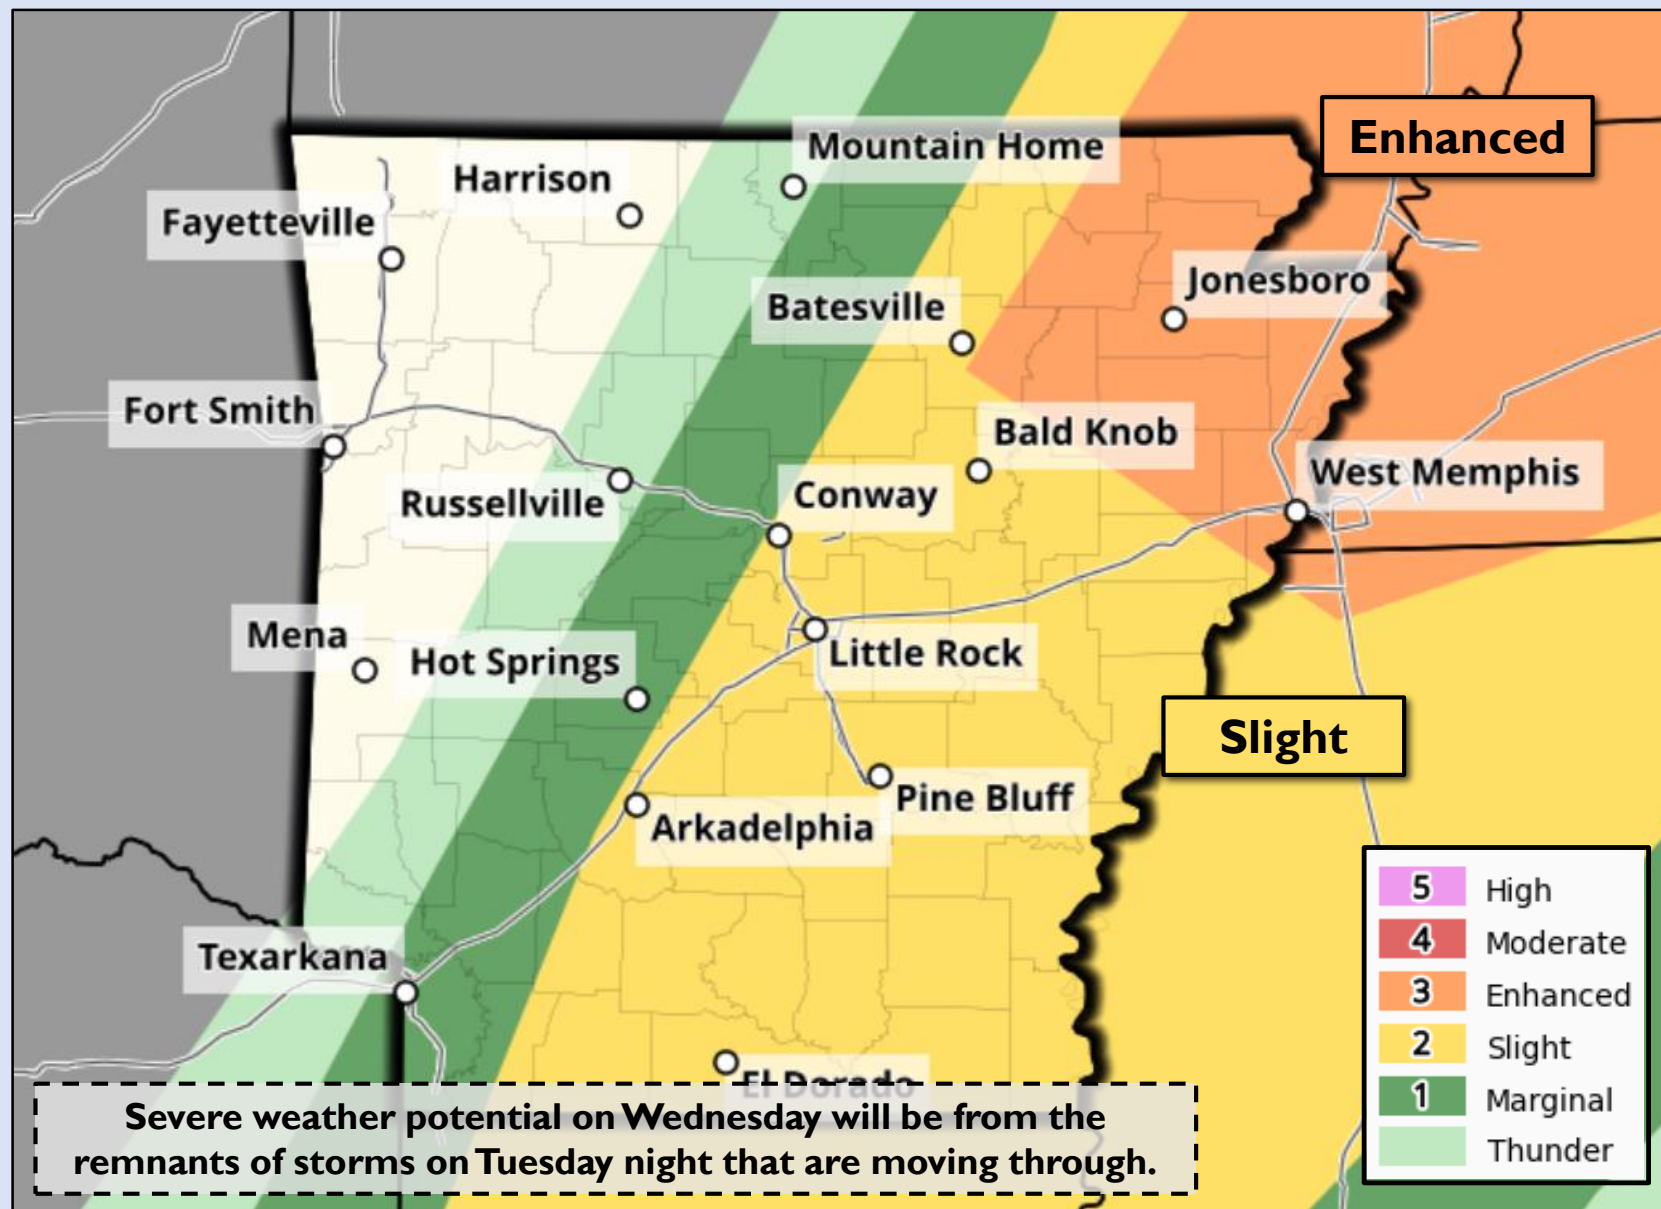 Enhanced
Mountain Home
Harrison
Fayetteville
Jonesboro
Batesville
Fort Smith
Bald Knob
West Memphis
Conway
Russellville
Mena
Hot Springs
Little Rock
Slight
Pine Bluff
Arkadelphia
Texarkana
El Dorado
5 High
4 Moderate
3 Enhanced
2 Slight
1 Marginal
Thunder
Severe weather potential on Wednesday will be from the
remnants of storms on Tuesday night that are moving through.